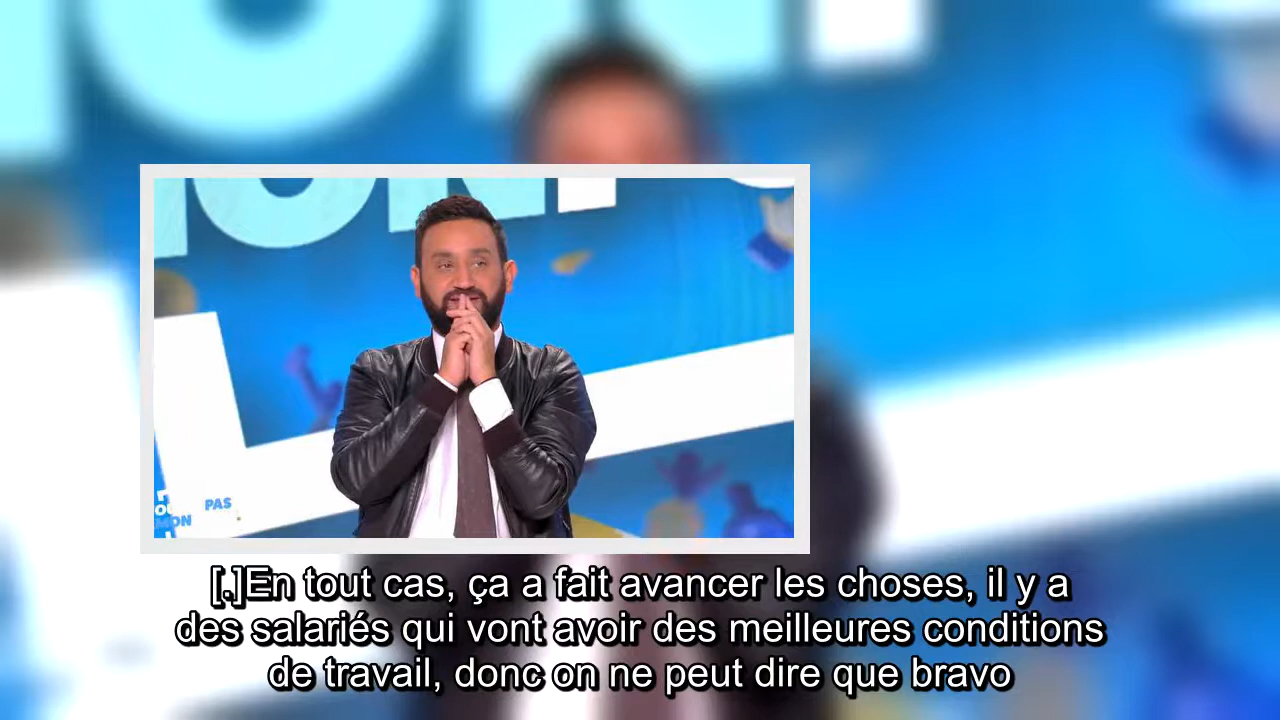 PAS
MON
[.]En tout cas, ça a fait avancer les choses, il y a
des salariés qui vont avoir des meilleures conditions
de travail, donc on ne peut dire que bravo